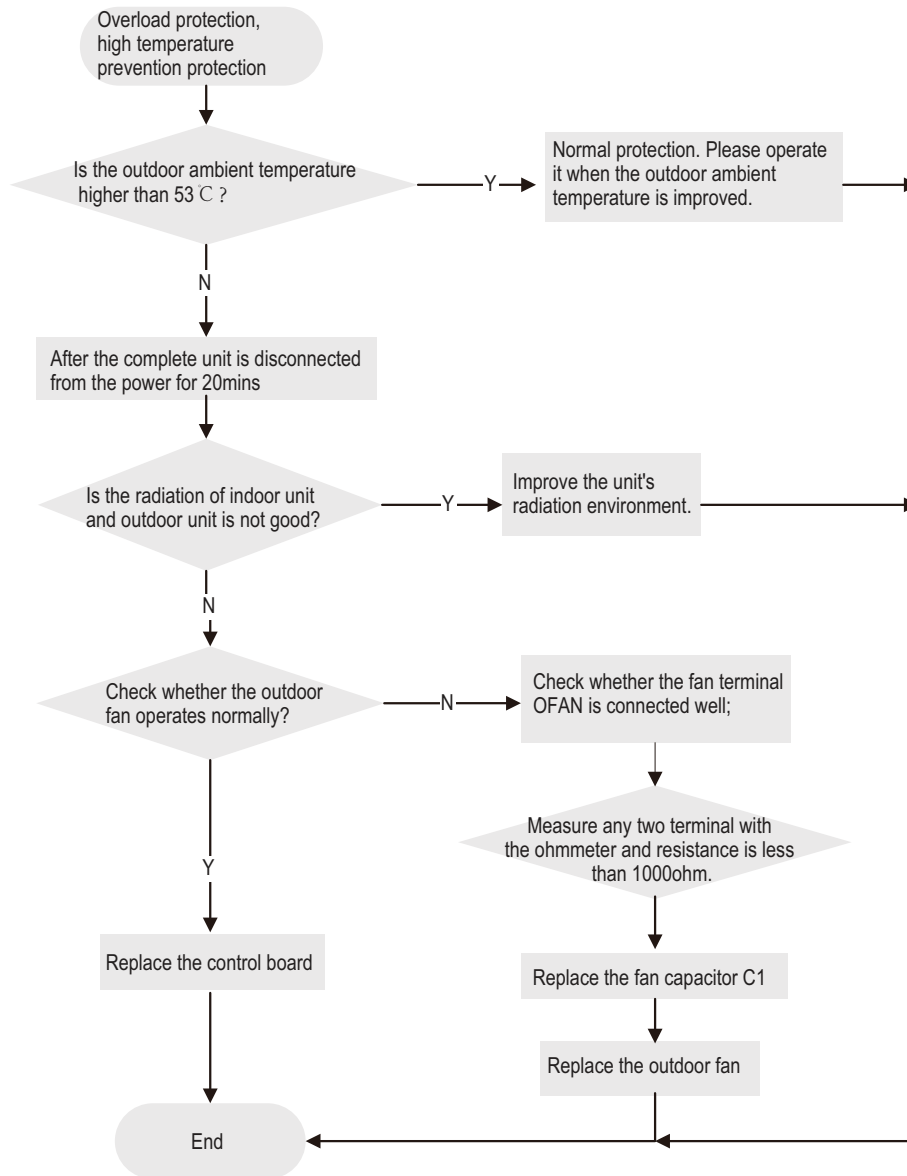 Overload protection,
high temperature
prevention protection
Is the outdoor ambient temperature
higher than 53℃ ?
Y
Normal protection. Please operate
it when the outdoor ambient
temperature is improved.
N
After the complete unit is disconnected
from the power for 20mins
Is the radiation of indoor unit
and outdoor unit is not good?
Y
Improve the unit's
radiation environment.
N
Check whether the outdoor
fan operates normally?
N
Check whether the fan terminal
OFAN is connected well;
Measure any two terminal with
the ohmmeter and resistance is less
than 1000ohm.
Y
Replace the control board
Replace the fan capacitor C1
Replace the outdoor fan
End